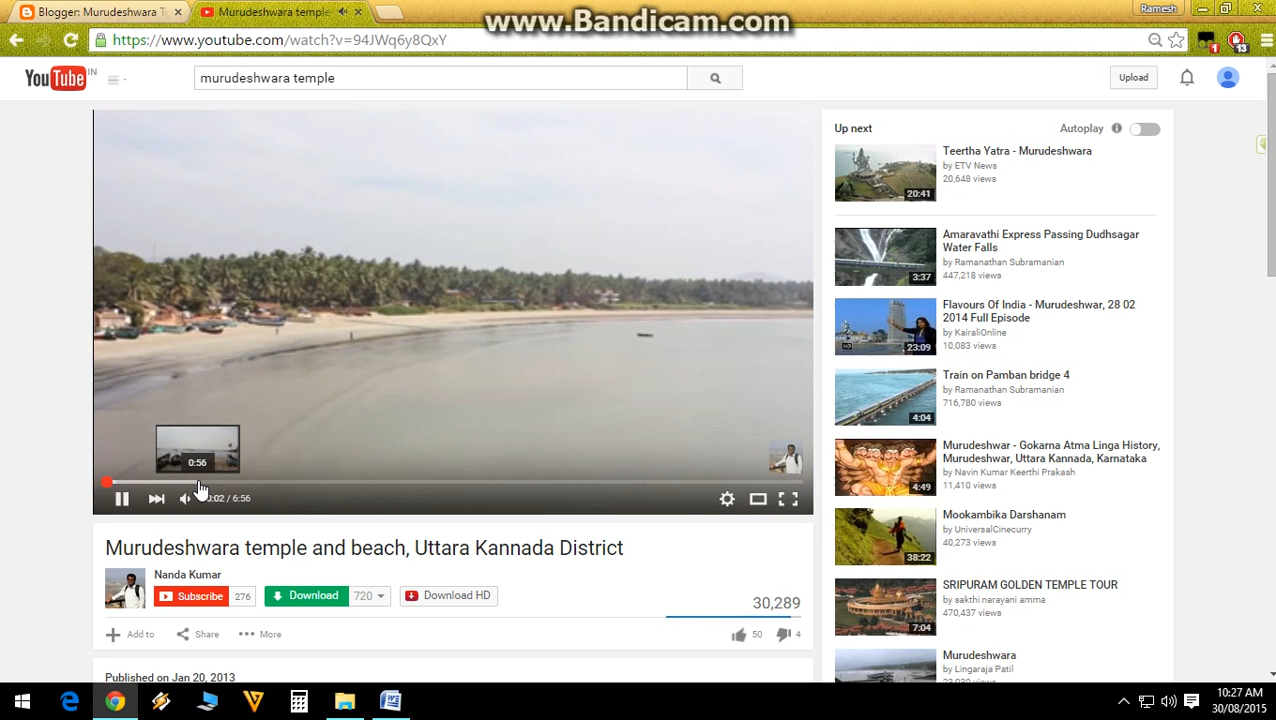 www.Bandicam.com
Blogger: Murudeshwara T
Murudeshwara temple
Ramesh
https://www.youtube.com/watch?v=94JWq6y8QxY
1
13
YouTube IN
murudeshwara temple
Upload
Up next
Autoplay
Teertha Yatra - Murudeshwara
by ETV News
20,648 views
20:41
Amaravathi Express Passing Dudhsagar
Water Falls
by Ramanathan Subramanian
447,218 views
3:37
Flavours Of India - Murudeshwar, 28 02
2014 Full Episode
by KairaliOnline
10,083 views
HD
23:09
Train on Pamban bridge 4
by Ramanathan Subramanian
716,780 views
4:04
Murudeshwar - Gokarna Atma Linga History,
Murudeshwar, Uttara Kannada, Karnataka
by Navin Kumar Keerthi Prakash
11,410 views
4:49
Mookambika Darshanam
by UniversalCinecurry
40,273 views
38:22
SRIPURAM GOLDEN TEMPLE TOUR
by sakthi narayani amma
470,437 views
7:04
Murudeshwara
by Lingaraja Patil
0:56
0:02 / 6:56
Murudeshwara temple and beach, Uttara Kannada District
Nanda Kumar
Subscribe 276
Download 720
Download HD
30,289
Add to
Share
More
50
4
Published on Jan 20, 2013
10:27 AM
30/08/2015